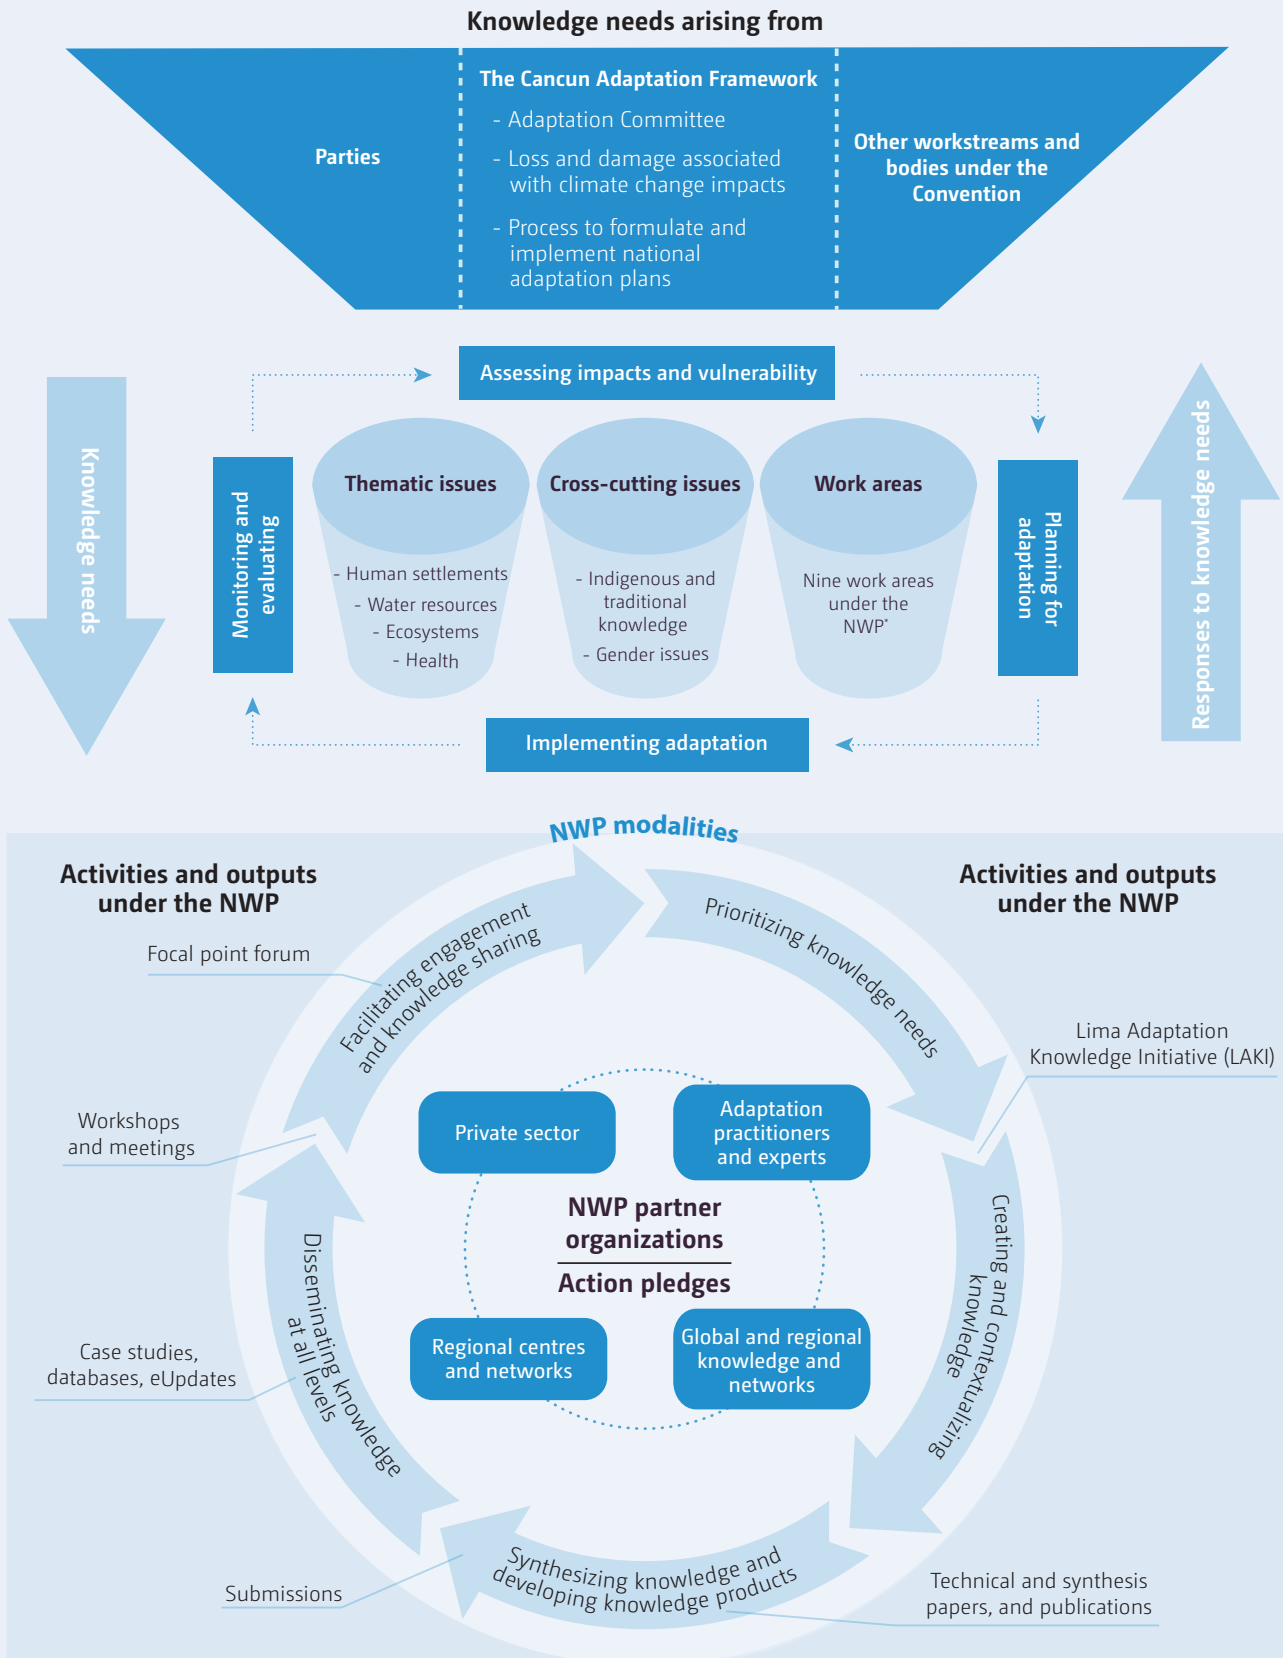 Knowledge needs arising from
Parties
The Cancun Adaptation Framework
- Adaptation Committee
- Loss and damage associated
with climate change impacts
- Process to formulate and
implement national
adaptation plans
Other workstreams and
bodies under the
Convention
Knowledge needs
Assessing impacts and vulnerability
Monitoring and
evaluating
Thematic issues
- Human settlements
- Water resources
- Ecosystems
- Health
Cross-cutting issues
- Indigenous and
traditional
knowledge
- Gender issues
Work areas
Nine work areas
under the
NWP*
Planning for
adaptation
Implementing adaptation
Responses to knowledge needs
NWP modalities
Activities and outputs
under the NWP
Activities and outputs
under the NWP
Focal point forum
Workshops
and meetings
Case studies,
databases, eUpdates
Submissions
Facilitating engagement
and knowledge sharing
Prioritizing knowledge needs
Lima Adaptation
Knowledge Initiative (LAKI)
Creating and contextualizing
knowledge
Technical and synthesis
papers, and publications
Synthesizing knowledge and
developing knowledge products
Disseminating knowledge
at all levels
Private sector
Adaptation
practitioners
and experts
NWP partner
organizations
Action pledges
Regional centres
and networks
Global and regional
knowledge and
networks